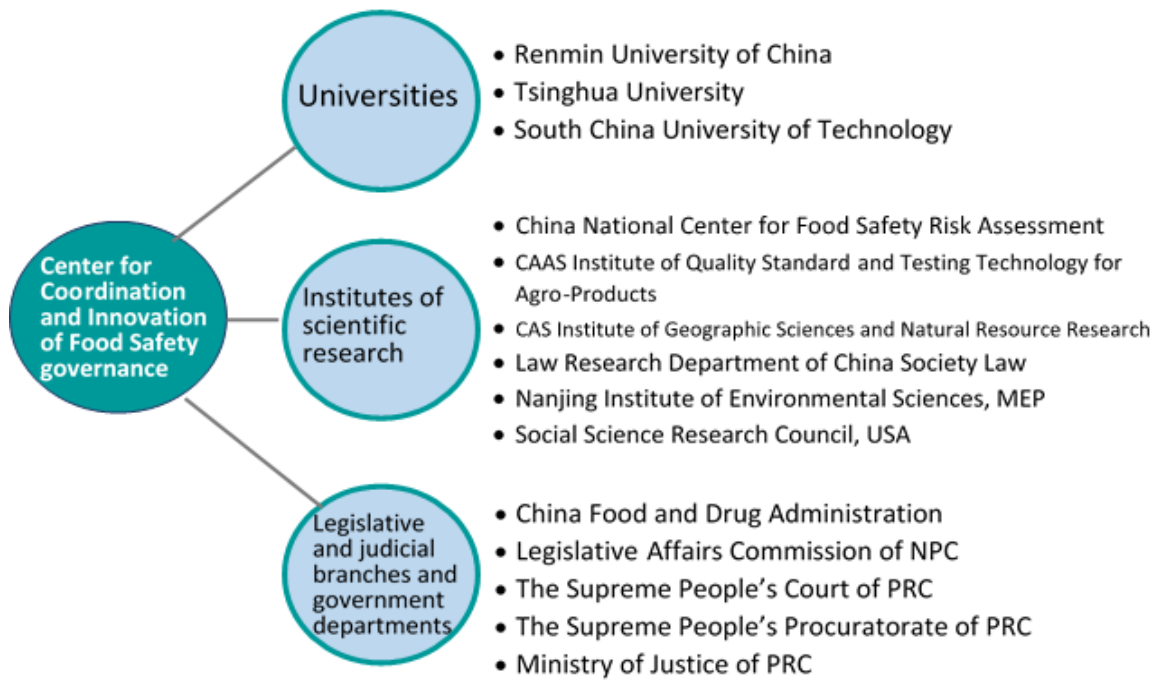 Universities
• Renmin University of China
• Tsinghua University
• South China University of Technology
Center for
Coordination
and Innovation
of Food Safety
governance
Institutes of
scientific
research
• China National Center for Food Safety Risk Assessment
• CAAS Institute of Quality Standard and Testing Technology for
Agro-Products
• CAS Institute of Geographic Sciences and Natural Resource Research
• Law Research Department of China Society Law
• Nanjing Institute of Environmental Sciences, MEP
• Social Science Research Council, USA
Legislative
and judicial
branches and
government
departments
• China Food and Drug Administration
• Legislative Affairs Commission of NPC
• The Supreme People’s Court of PRC
• The Supreme People’s Procuratorate of PRC
• Ministry of Justice of PRC